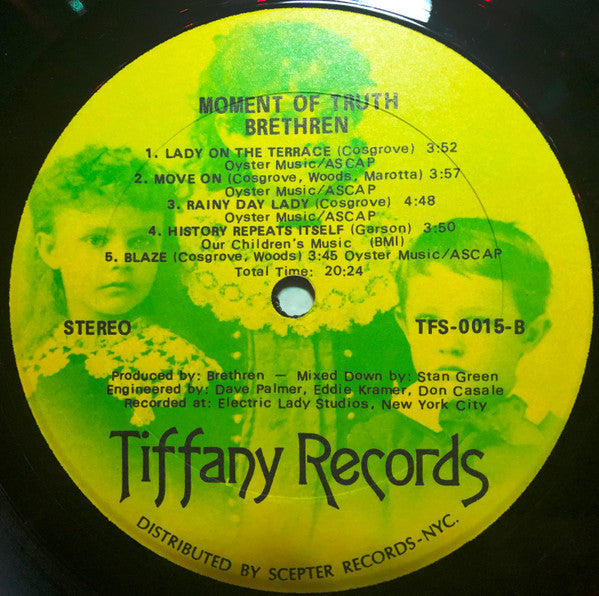 MOMENT OF TRUTH
BRETHREN
1. LADY ON THE TERRACE (Cosgrove) 3:52
Oyster Music/ASCAP
2. MOVE ON (Cosgrove, Woods, Marotta) 3:57
Oyster Music/ASCAP
3. RAINY DAY LADY (Cosgrove) 4:48
Oyster Music/ASCAP
4. HISTORY REPEATS ITSELF (Garson) 3:50
Our Children's Music (BMI)
5. BLAZE (Cosgrove, Woods) 3:45 Oyster Music/ASCAP
Total Time: 20:24
STEREO
TFS-0015-B
Produced by: Brethren — Mixed Down by: Stan Green
Engineered by: Dave Palmer, Eddie Kramer, Don Casale
Recorded at: Electric Lady Studios, New York City
Tiffany Records
DISTRIBUTED BY SCEPTER RECORDS-NYC.